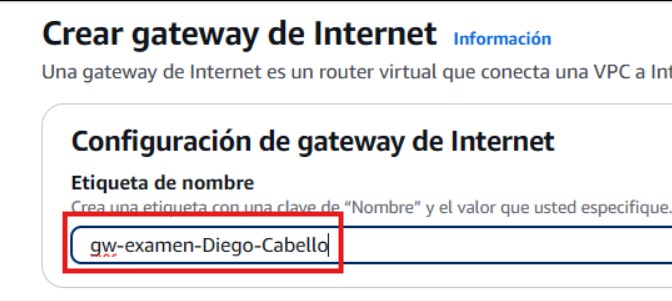 Crear gateway de Internet Información
Una gateway de Internet es un router virtual que conecta una VPC a Int
Configuración de gateway de Internet
Etiqueta de nombre
Crea una etiqueta con una clave de “Nombre” y el valor que usted especifique.
gw-examen-Diego-Cabello